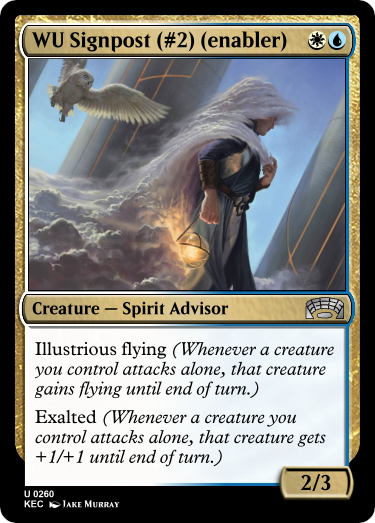 WU Signpost (#2) (enabler)
Creature — Spirit Advisor
Illustrious flying (Whenever a creature
you control attacks alone, that creature
gains flying until end of turn.)
Exalted (Whenever a creature you
control attacks alone, that creature gets
+1/+1 until end of turn.)
2/3
U 0260
KEC Jake Murray